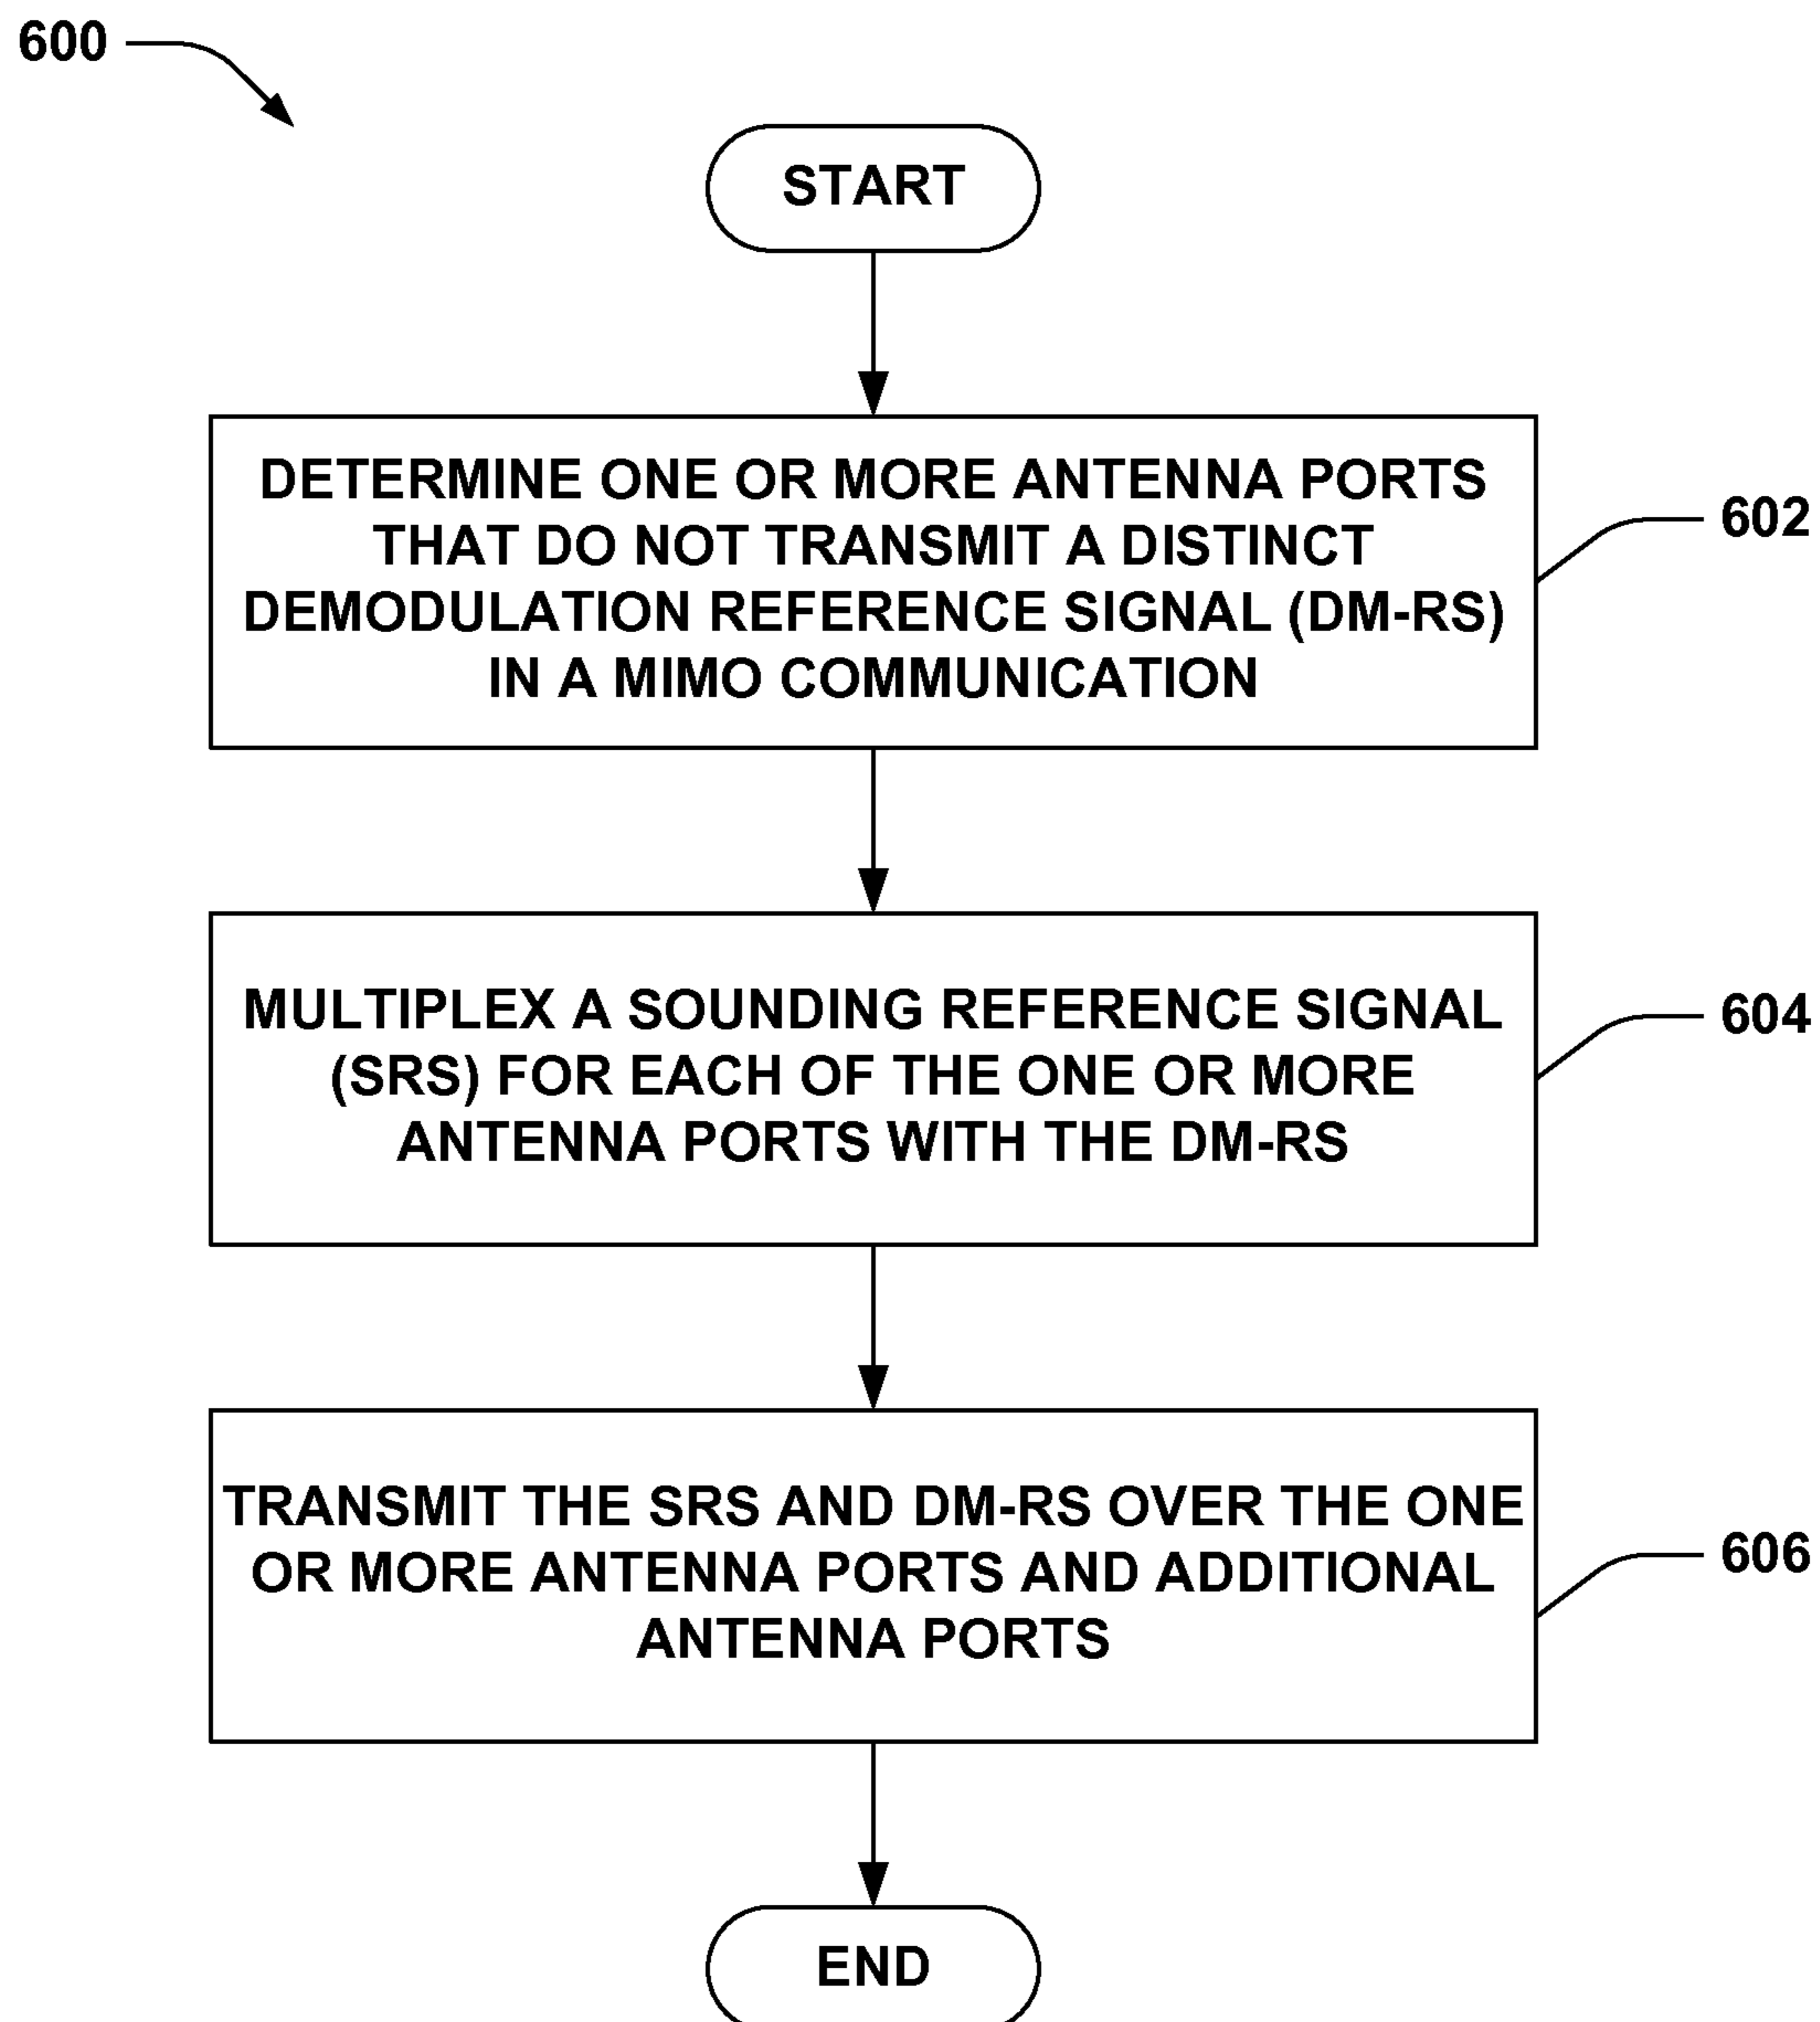 600
START
DETERMINE ONE OR MORE ANTENNA PORTS
THAT DO NOT TRANSMIT A DISTINCT
DEMODULATION REFERENCE SIGNAL (DM-RS)
IN A MIMO COMMUNICATION
602
MULTIPLEX A SOUNDING REFERENCE SIGNAL
(SRS) FOR EACH OF THE ONE OR MORE
ANTENNA PORTS WITH THE DM-RS
604
TRANSMIT THE SRS AND DM-RS OVER THE ONE
OR MORE ANTENNA PORTS AND ADDITIONAL
ANTENNA PORTS
606
END